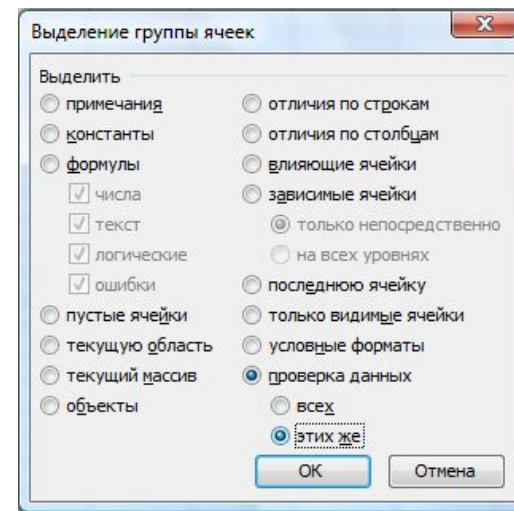 Выделение группы ячеек
X
Выделить
примечания
константы
формулы
числа
текст
логические
ошибки
пустые ячейки
текущую область
текущий массив
объекты
отличия по строкам
отличия по столбцам
влияющие ячейки
зависимые ячейки
только непосредственно
на всех уровнях
последнюю ячейку
только видимые ячейки
условные форматы
проверка данных
всех
этих же
ОК
Отмена